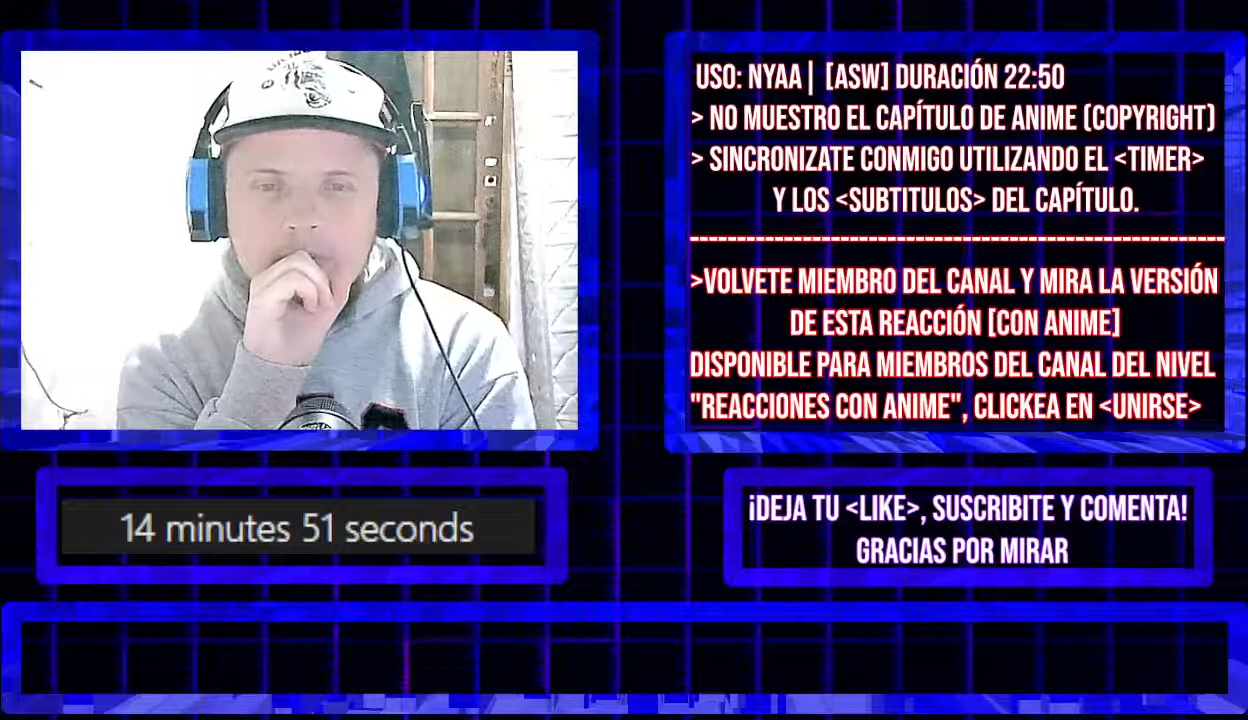 USO: NYAA| [ASW] DURACIÓN 22:50
> NO MUESTRO EL CAPÍTULO DE ANIME (COPYRIGHT)
> SINCRONIZATE CONMIGO UTILIZANDO EL <TIMER>
Y LOS <SUBTITULOS> DEL CAPÍTULO.
------------------------------------------------------------
>VOLVETE MIEMBRO DEL CANAL Y MIRA LA VERSIÓN
DE ESTA REACCIÓN [CON ANIME]
DISPONIBLE PARA MIEMBROS DEL CANAL DEL NIVEL
"REACCIONES CON ANIME", CLICKEA EN <UNIRSE>
14 minutes 51 seconds
¡DEJA TU <LIKE>, SUSCRIBITE Y COMENTA!
GRACIAS POR MIRAR